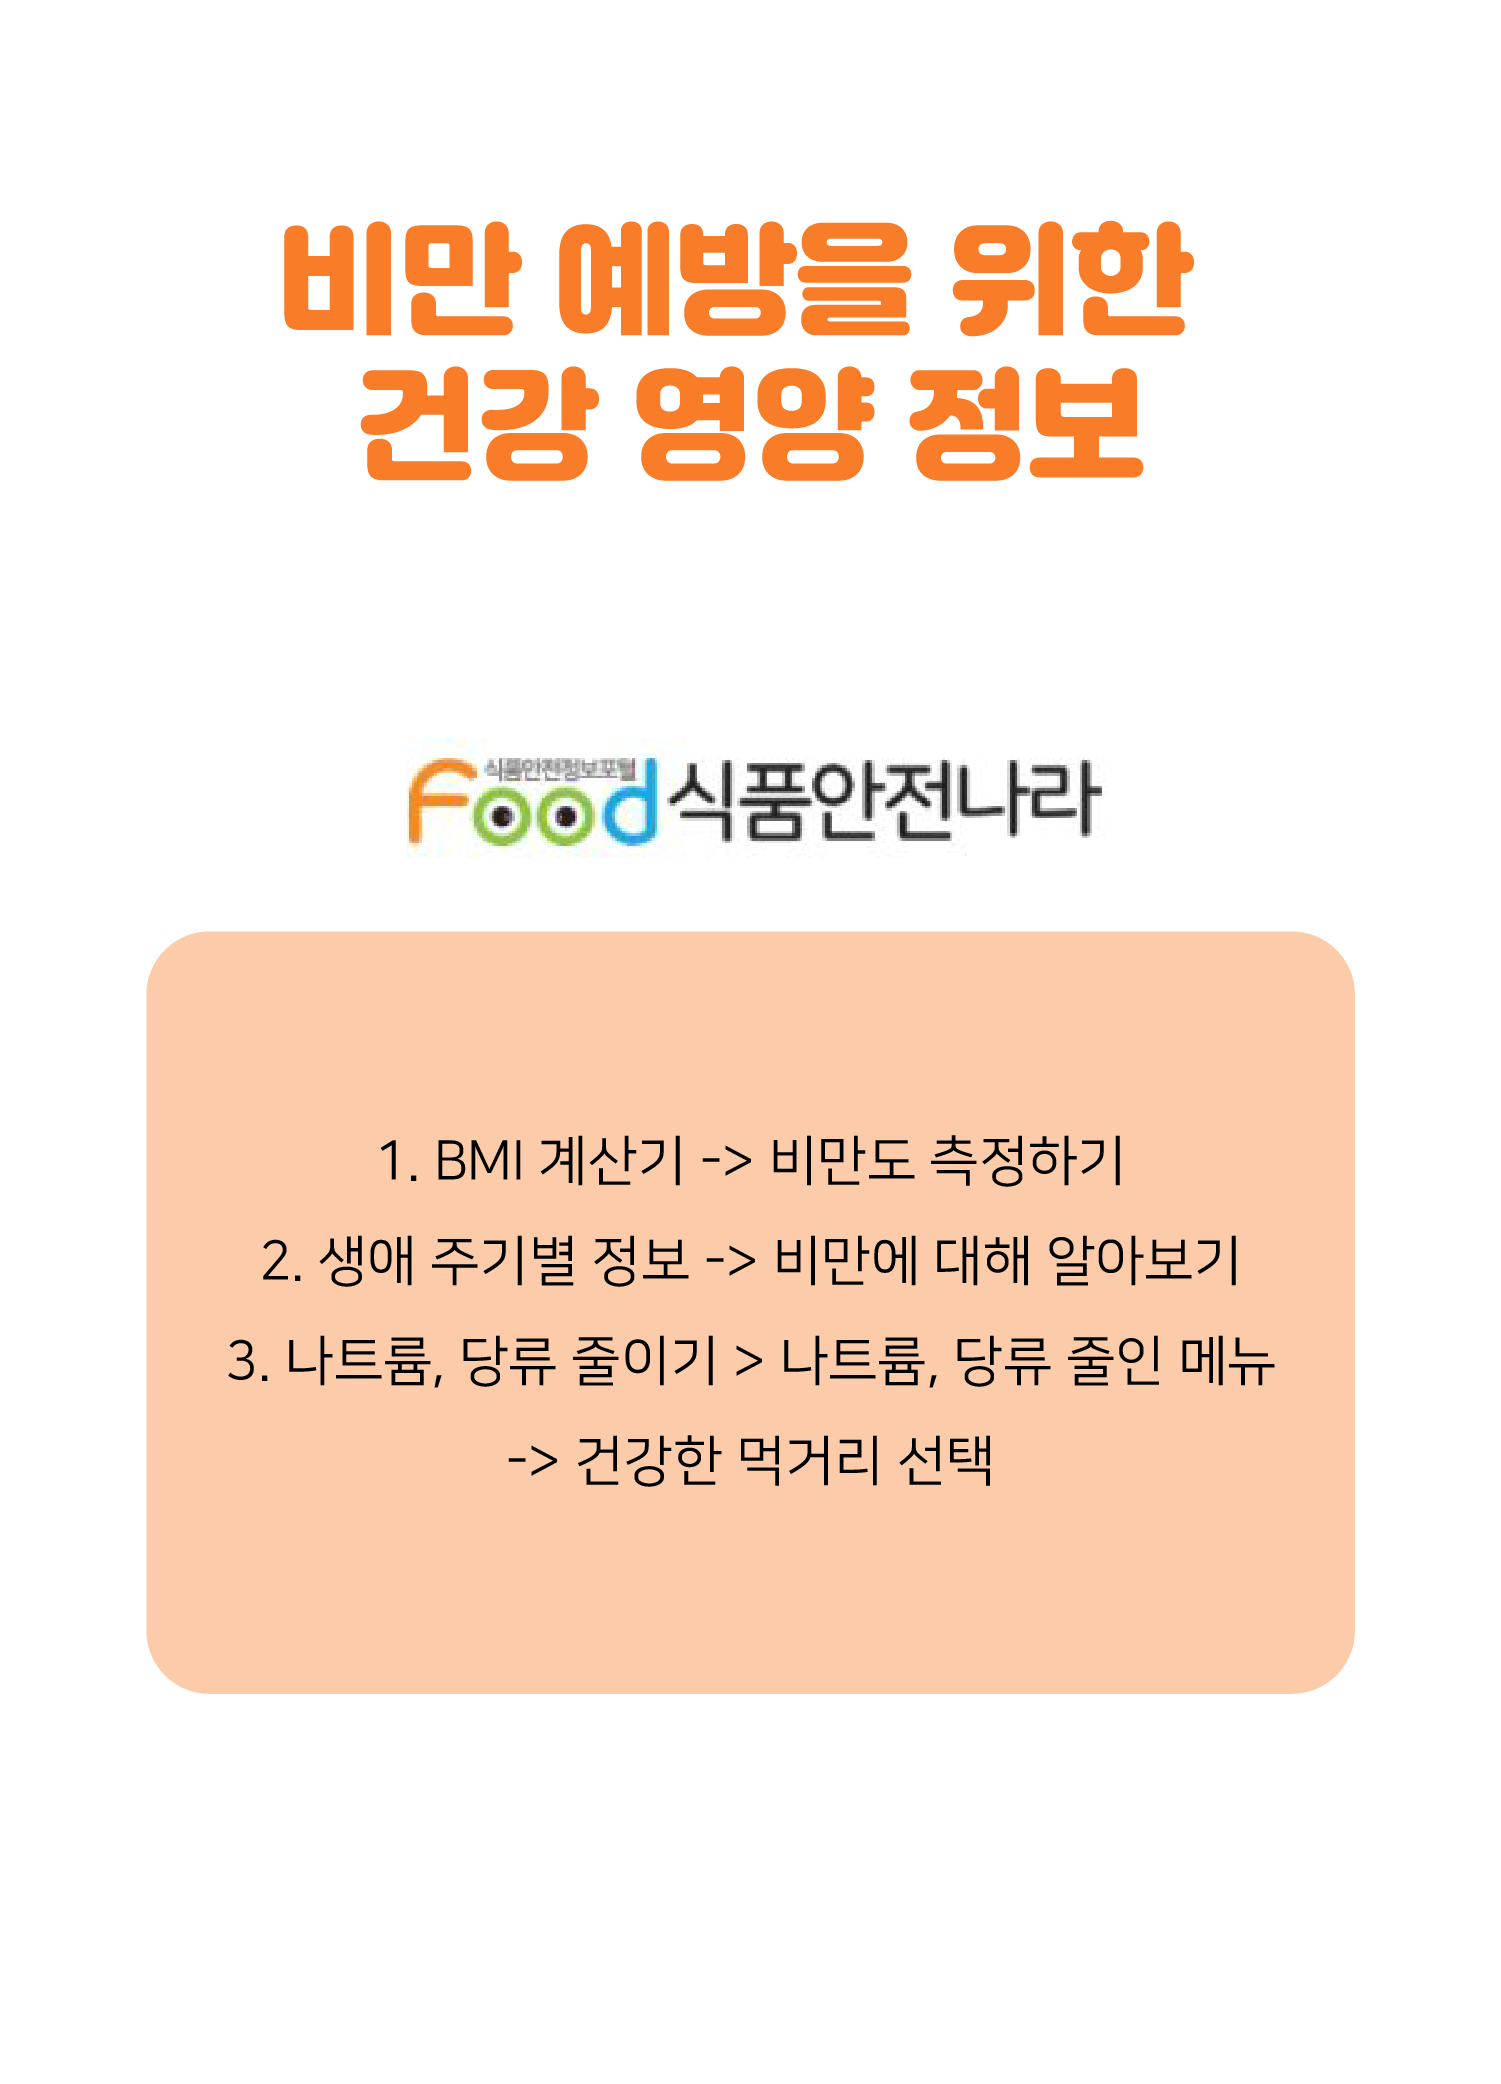 비만 예방을 위한
건강 영양 정보
식품안전정보포털
Food 식품안전나라
1. BMI 계산기 -> 비만도 측정하기
2. 생애 주기별 정보 -> 비만에 대해 알아보기
3. 나트륨, 당류 줄이기 > 나트륨, 당류 줄인 메뉴
-> 건강한 먹거리 선택